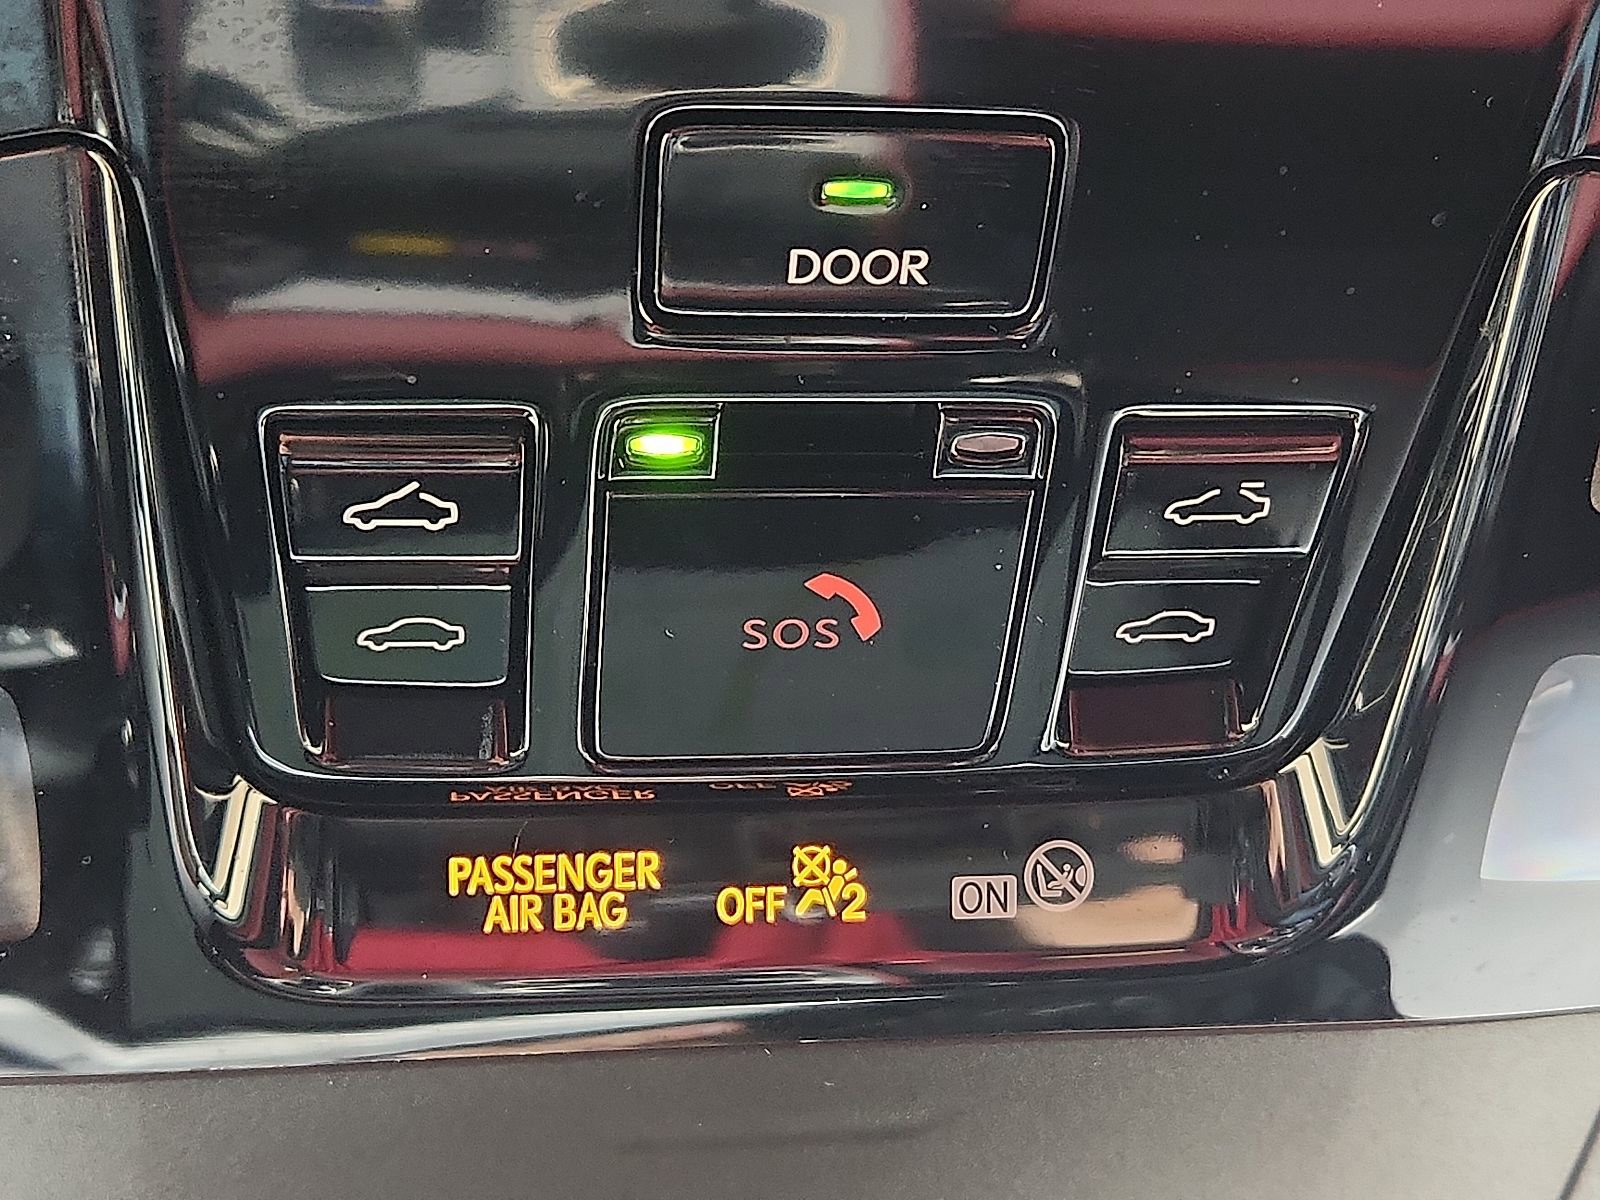 DOOR
SOS
PASSENGER
AIR BAG
OFF 2
ON